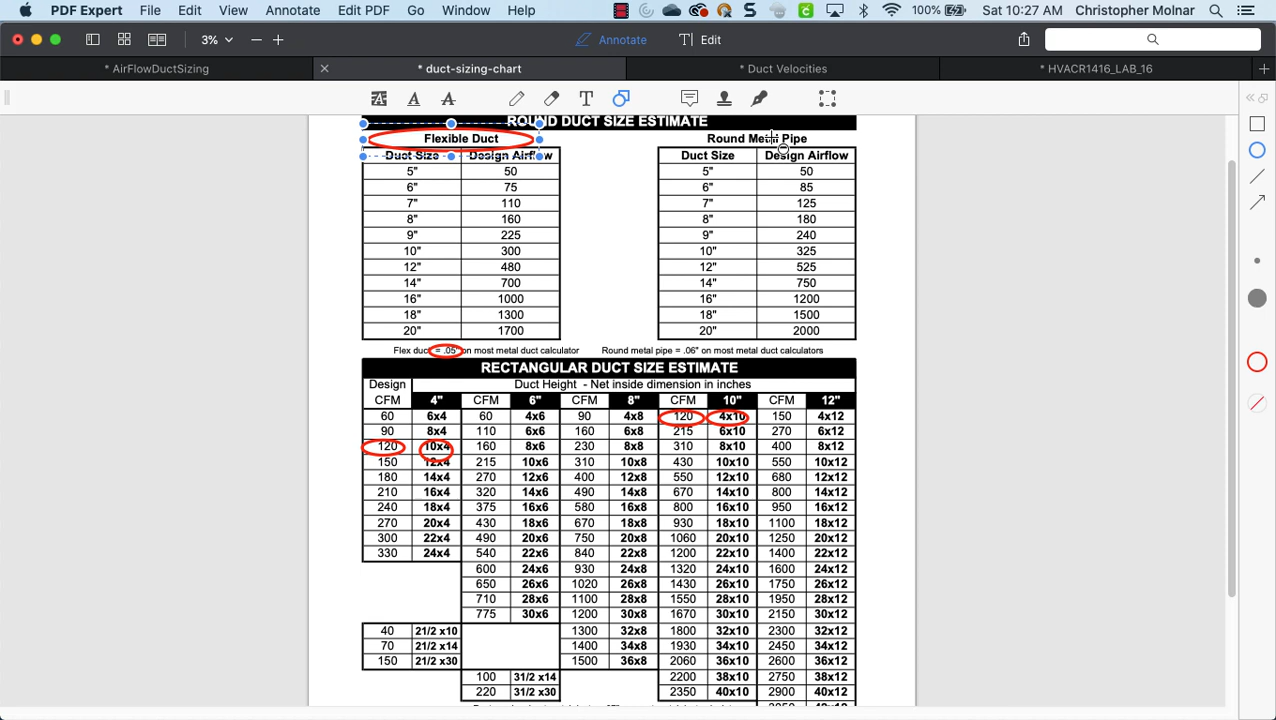 PDF Expert File Edit View Annotate Edit PDF Go Window Help 100% Sat 10:27 AM Christopher Molnar
3% Annotate Edit
* AirFlowDuctSizing * duct-sizing-chart * Duct Velocities * HVACR1416_LAB_16
ROUND DUCT SIZE ESTIMATE
Flexible Duct Round Metal Pipe
Duct Size Design Airflow Duct Size Design Airflow
5" 50 5" 50
6" 75 6" 85
7" 110 7" 125
8" 160 8" 180
9" 225 9" 240
10" 300 10" 325
12" 480 12" 525
14" 700 14" 750
16" 1000 16" 1200
18" 1300 18" 1500
20" 1700 20" 2000
Flex duct = .05" on most metal duct calculator Round metal pipe = .06" on most metal duct calculators
RECTANGULAR DUCT SIZE ESTIMATE
Design Duct Height - Net inside dimension in inches
CFM 4" CFM 6" CFM 8" CFM 10" CFM 12"
60 6x4 60 4x6 90 4x8 120 4x10 150 4x12
90 8x4 110 6x6 160 6x8 215 6x10 270 6x12
120 10x4 160 8x6 230 8x8 310 8x10 400 8x12
150 12x4 215 10x6 310 10x8 430 10x10 550 10x12
180 14x4 270 12x6 400 12x8 550 12x10 680 12x12
210 16x4 320 14x6 490 14x8 670 14x10 800 14x12
240 18x4 375 16x6 580 16x8 800 16x10 950 16x12
270 20x4 430 18x6 670 18x8 930 18x10 1100 18x12
300 22x4 490 20x6 750 20x8 1060 20x10 1250 20x12
330 24x4 540 22x6 840 22x8 1200 22x10 1400 22x12
600 24x6 930 24x8 1320 24x10 1600 24x12
650 26x6 1020 26x8 1430 26x10 1750 26x12
710 28x6 1100 28x8 1550 28x10 1950 28x12
775 30x6 1200 30x8 1670 30x10 2150 30x12
40 21/2 x10 1300 32x8 1800 32x10 2300 32x12
70 21/2 x14 1400 34x8 1930 34x10 2450 34x12
150 21/2 x30 1500 36x8 2060 36x10 2600 36x12
100 31/2 x14 2200 38x10 2750 38x12
220 31/2 x30 2350 40x10 2900 40x12